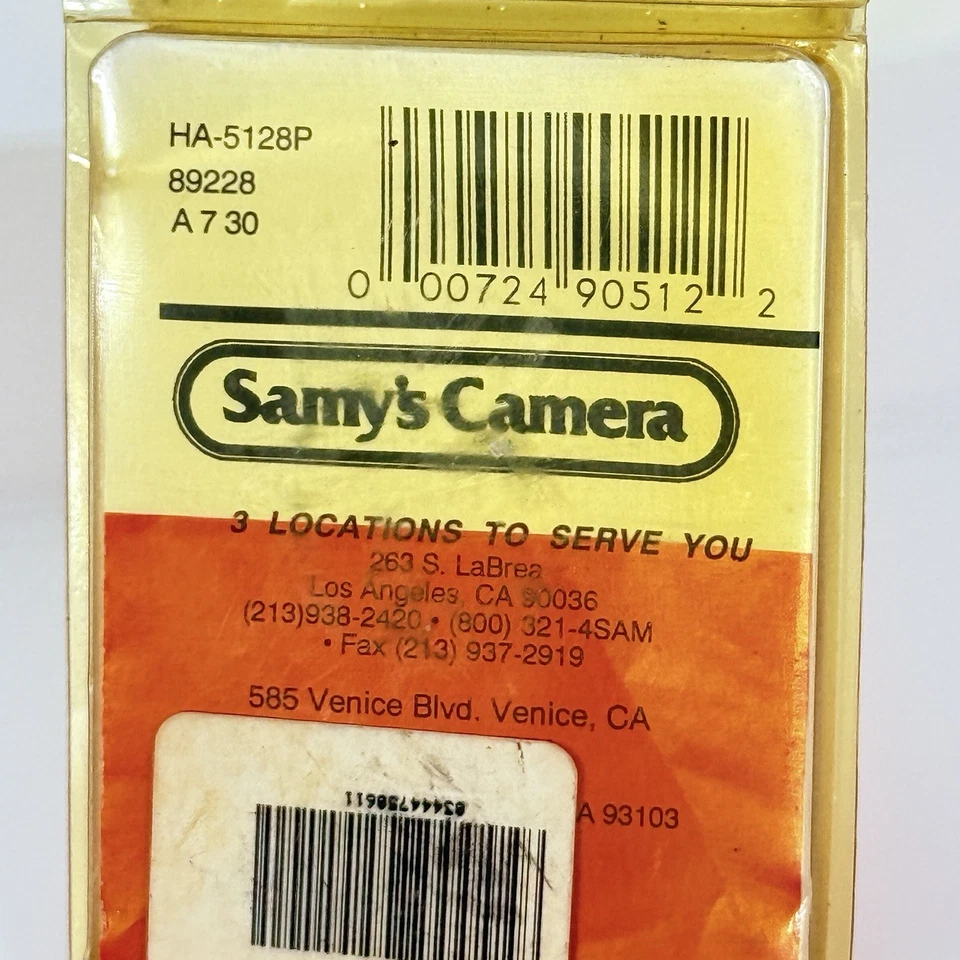 HA-5128P
89228
A 7 30
0 00724 90512 2
Samy's Camera
3 LOCATIONS TO SERVE YOU
263 S. LaBrea
Los Angeles, CA 90036
(213)938-2420 • (800) 321-4SAM
• Fax (213) 937-2919
585 Venice Blvd. Venice, CA
A 93103